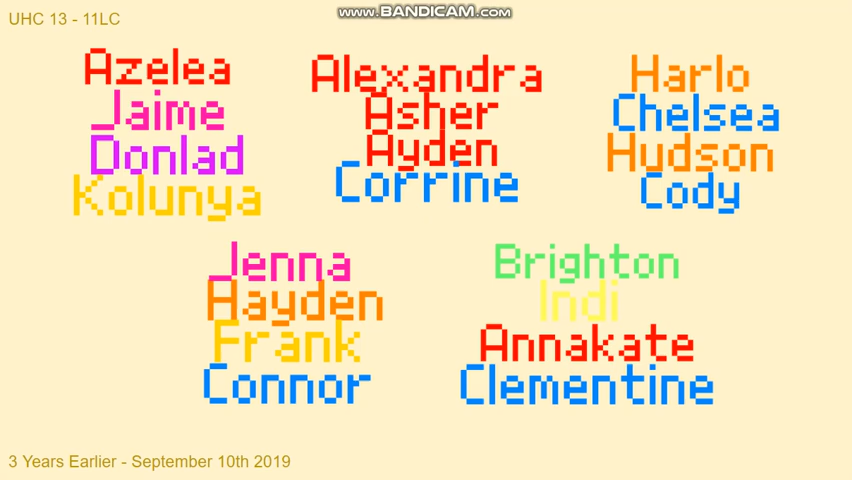 www.BANDICAM.com
UHC 13 - 11LC
Azelea
Jaime
Donlad
Kolunya
Alexandra
Asher
Ayden
Corrine
Harlo
Chelsea
Hudson
Cody
Jenna
Hayden
Frank
Connor
Brighton
Indi
Annakate
Clementine
3 Years Earlier - September 10th 2019